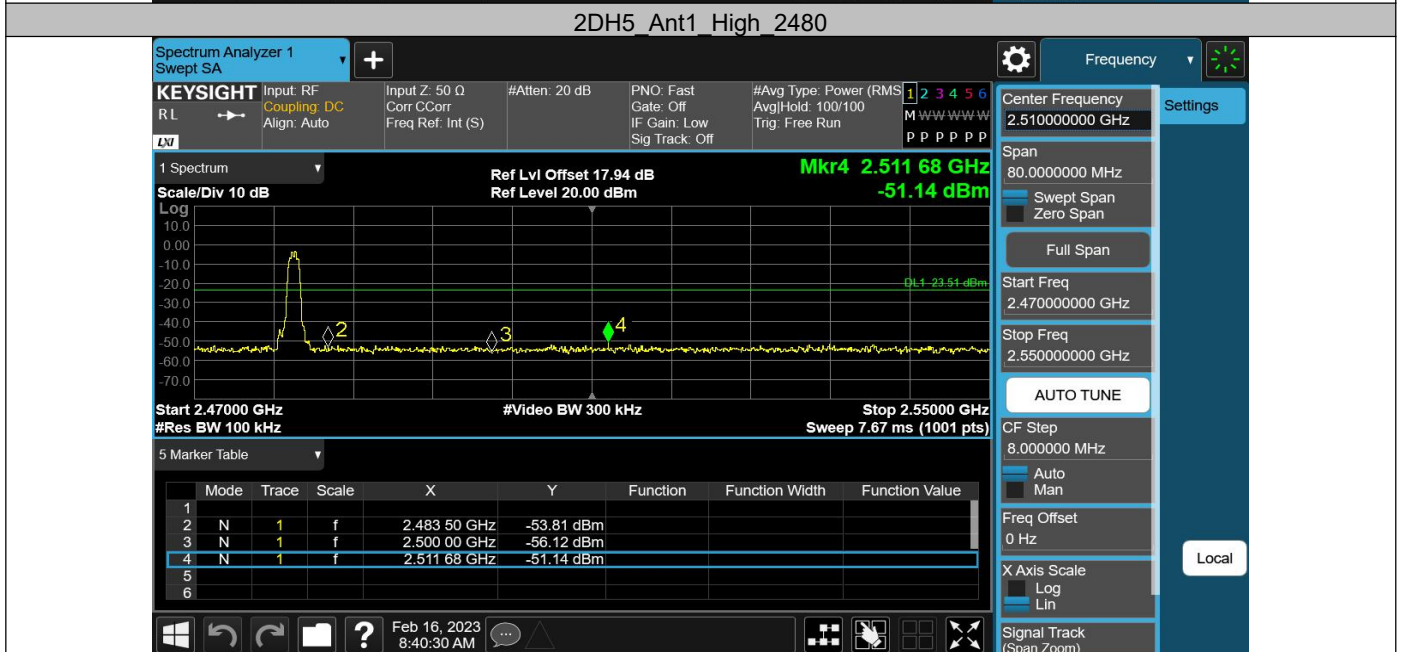 2DH5_Ant1_High_2480
Spectrum Analyzer 1
Swept SA
Frequency
KEYSIGHT
RL
LXI
Input: RF
Coupling: DC
Align: Auto
Input Z: 50 Ω
Corr CCorr
Freq Ref: Int (S)
#Atten: 20 dB
PNO: Fast
Gate: Off
IF Gain: Low
Sig Track: Off
#Avg Type: Power (RMS
Avg|Hold: 100/100
Trig: Free Run
1 2 3 4 5 6
M W W W W W
P P P P P P
1 Spectrum
Scale/Div 10 dB
Ref Lvl Offset 17.94 dB
Ref Level 20.00 dBm
Mkr4 2.511 68 GHz
-51.14 dBm
Log
10.0
0.00
-10.0
-20.0
-30.0
-40.0
-50.0
-60.0
-70.0
DL1 -23.51 dBm
2
3
4
Start 2.47000 GHz
#Video BW 300 kHz
Stop 2.55000 GHz
#Res BW 100 kHz
Sweep 7.67 ms (1001 pts)
5 Marker Table
Mode Trace Scale X Y Function Function Width Function Value
1
2 N 1 f 2.483 50 GHz -53.81 dBm
3 N 1 f 2.500 00 GHz -56.12 dBm
4 N 1 f 2.511 68 GHz -51.14 dBm
5
6
Feb 16, 2023
8:40:30 AM
Settings
Center Frequency
2.510000000 GHz
Span
80.0000000 MHz
Swept Span
Zero Span
Full Span
Start Freq
2.470000000 GHz
Stop Freq
2.550000000 GHz
AUTO TUNE
CF Step
8.000000 MHz
Auto
Man
Freq Offset
0 Hz
X Axis Scale
Log
Lin
Signal Track
(Span Zoom)
Local